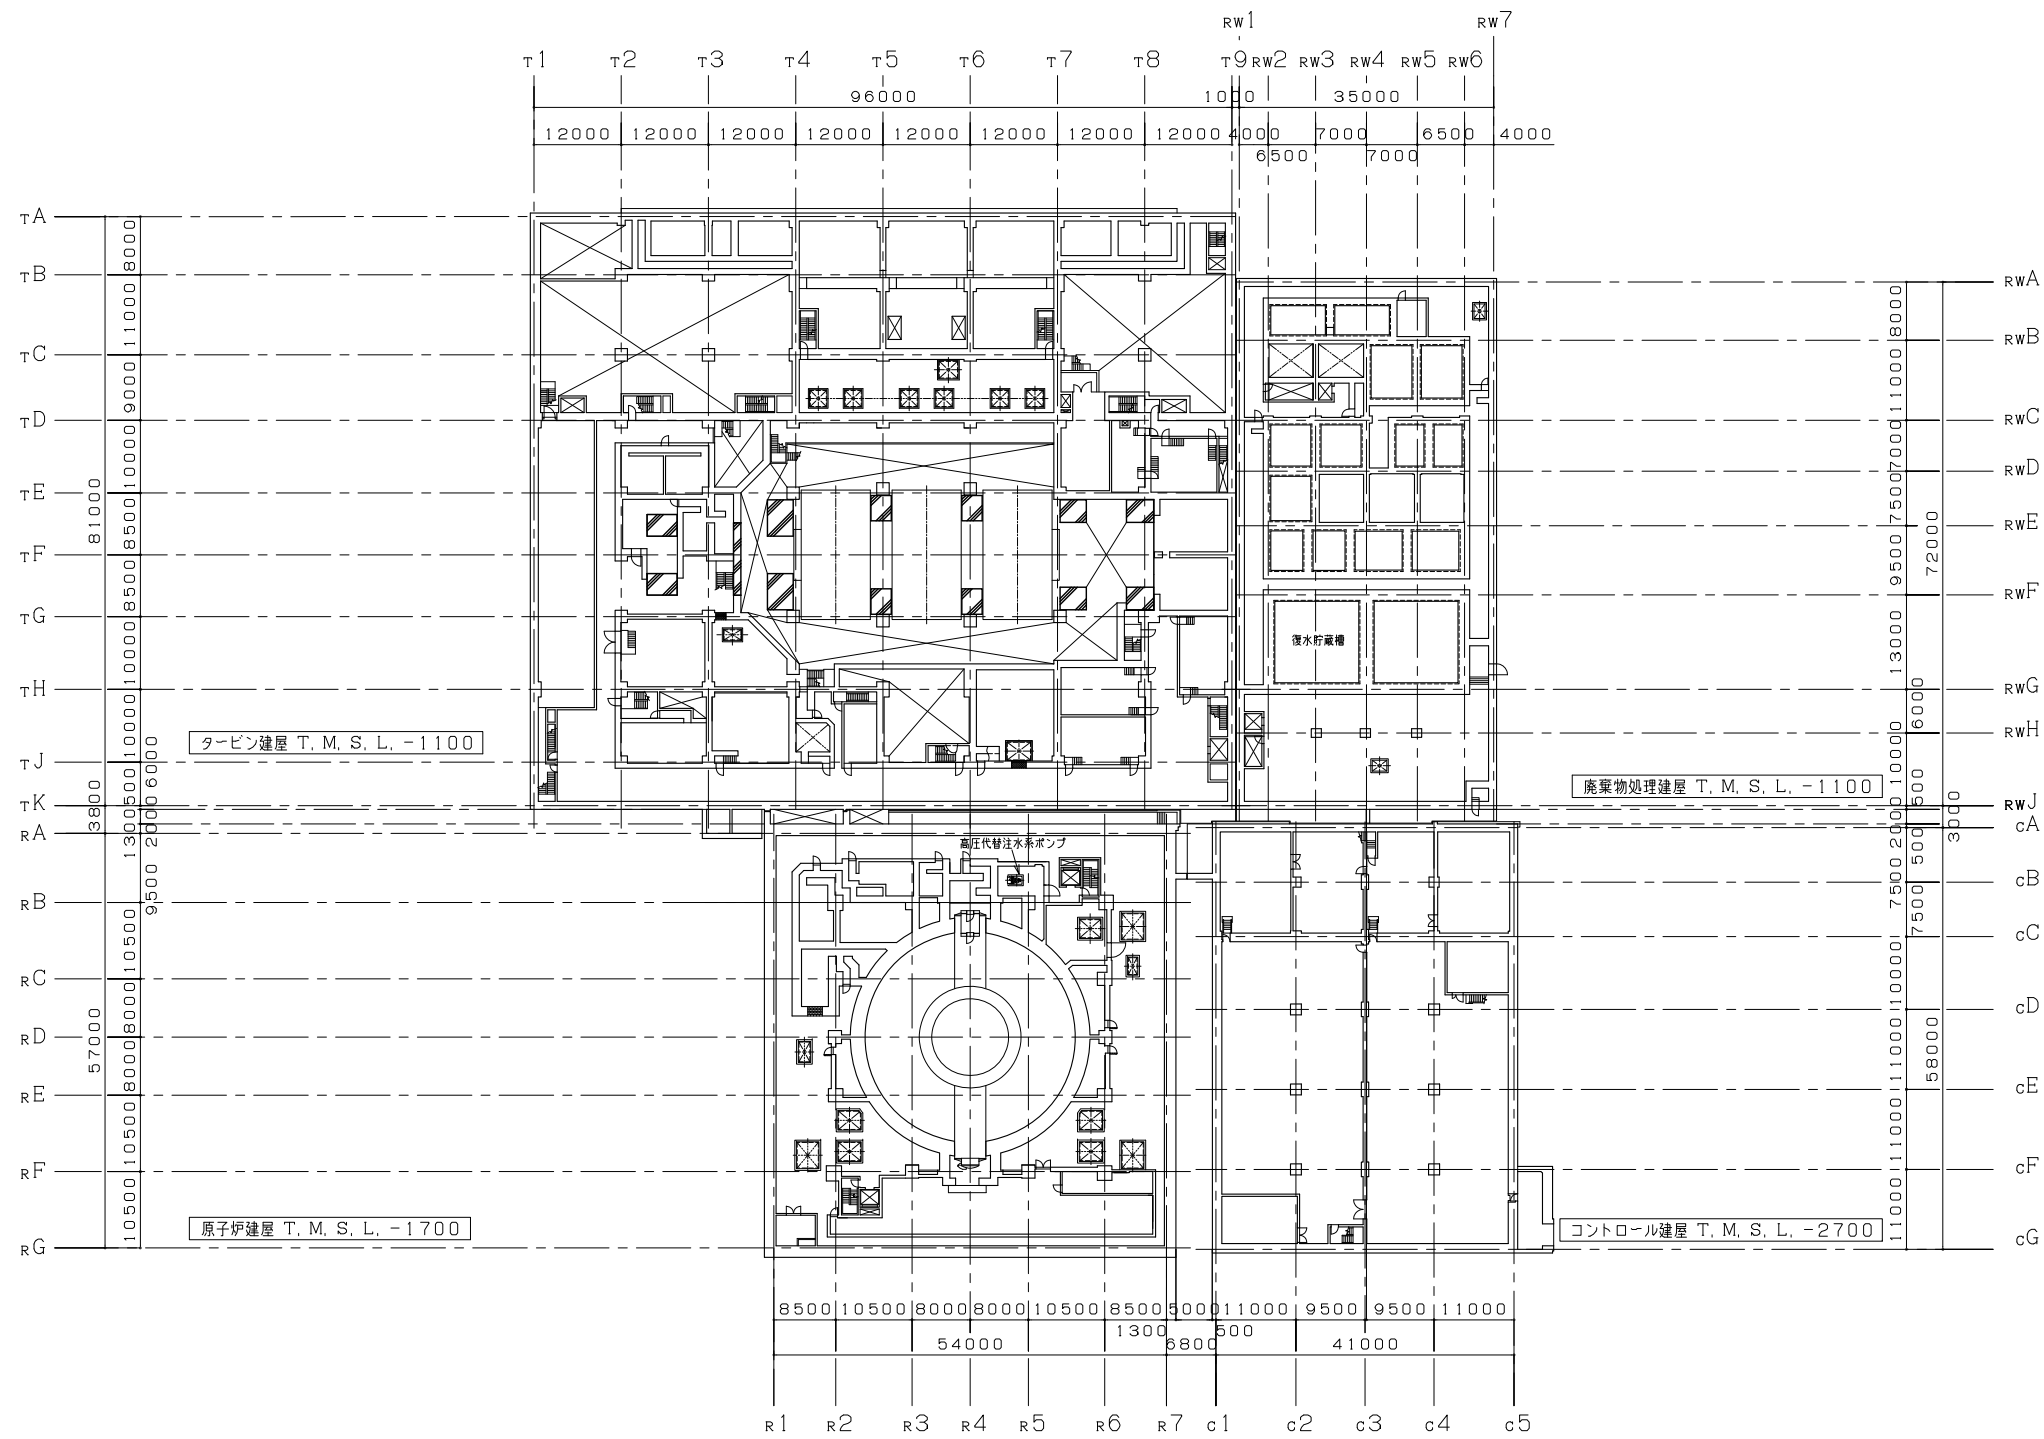 RW1 RW7
T1 T2 T3 T4 T5 T6 T7 T8 T9 RW2 RW3 RW4 RW5 RW6
96000 1000 35000
12000 12000 12000 12000 12000 12000 12000 12000 4000 7000 6500 4000
6500 7000
TA
TB
TC
TD
TE
TF
TG
TH
TJ
TK
RA
RB
RC
RD
RE
RF
RG
8000
11000
9000
10000
8500
8500
10000
10000
6000
500
1300
2000
9500
10500
8000
8000
10500
10500
81000
3800
57000
RWA
RWB
RWC
RWD
RWE
RWF
RWG
RWH
RWJ
CA
CB
CC
CD
CE
CF
CG
8000
11000
7000
7500
9500
13000
6000
10000
500
2000
500
7500
7500
10000
11000
11000
11000
72000
3000
58000
復水貯蔵槽
タービン建屋 T. M. S. L. -1100
廃棄物処理建屋 T. M. S. L. -1100
高圧代替注水系ポンプ
原子炉建屋 T. M. S. L. -1700
コントロール建屋 T. M. S. L. -2700
8500 10500 8000 8000 10500 8500 5000 11000 9500 9500 11000
1300 500
54000 6800 41000
R1 R2 R3 R4 R5 R6 R7 C1 C2 C3 C4 C5